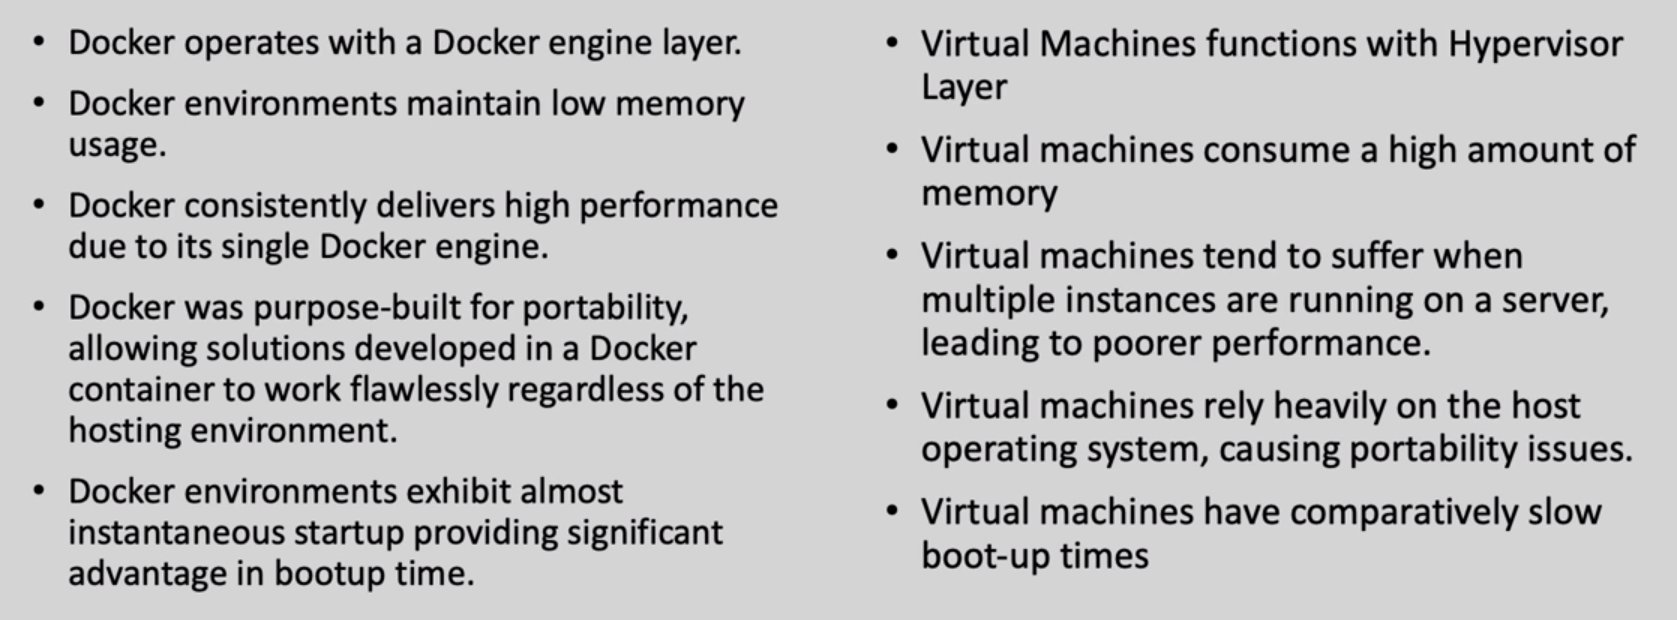 • Docker operates with a Docker engine layer.
• Docker environments maintain low memory
usage.
• Docker consistently delivers high performance
due to its single Docker engine.
• Docker was purpose-built for portability,
allowing solutions developed in a Docker
container to work flawlessly regardless of the
hosting environment.
• Docker environments exhibit almost
instantaneous startup providing significant
advantage in bootup time.
• Virtual Machines functions with Hypervisor
Layer
• Virtual machines consume a high amount of
memory
• Virtual machines tend to suffer when
multiple instances are running on a server,
leading to poorer performance.
• Virtual machines rely heavily on the host
operating system, causing portability issues.
• Virtual machines have comparatively slow
boot-up times